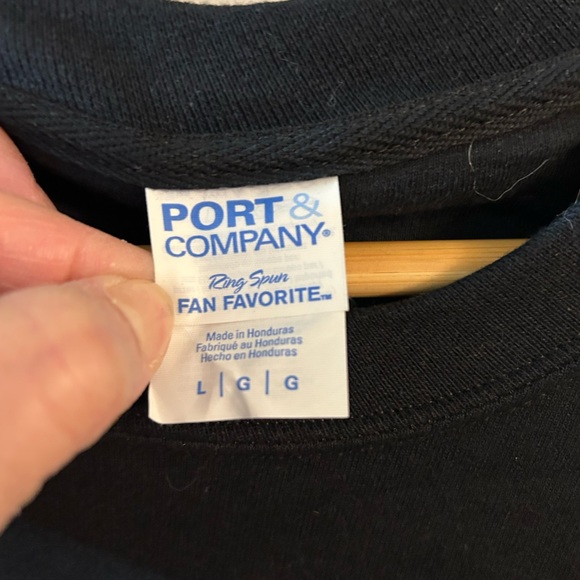 PORT &
COMPANY®
Ring Spun
FAN FAVORITE™
Made in Honduras
Fabriqué au Honduras
Hecho en Honduras
L | G | G